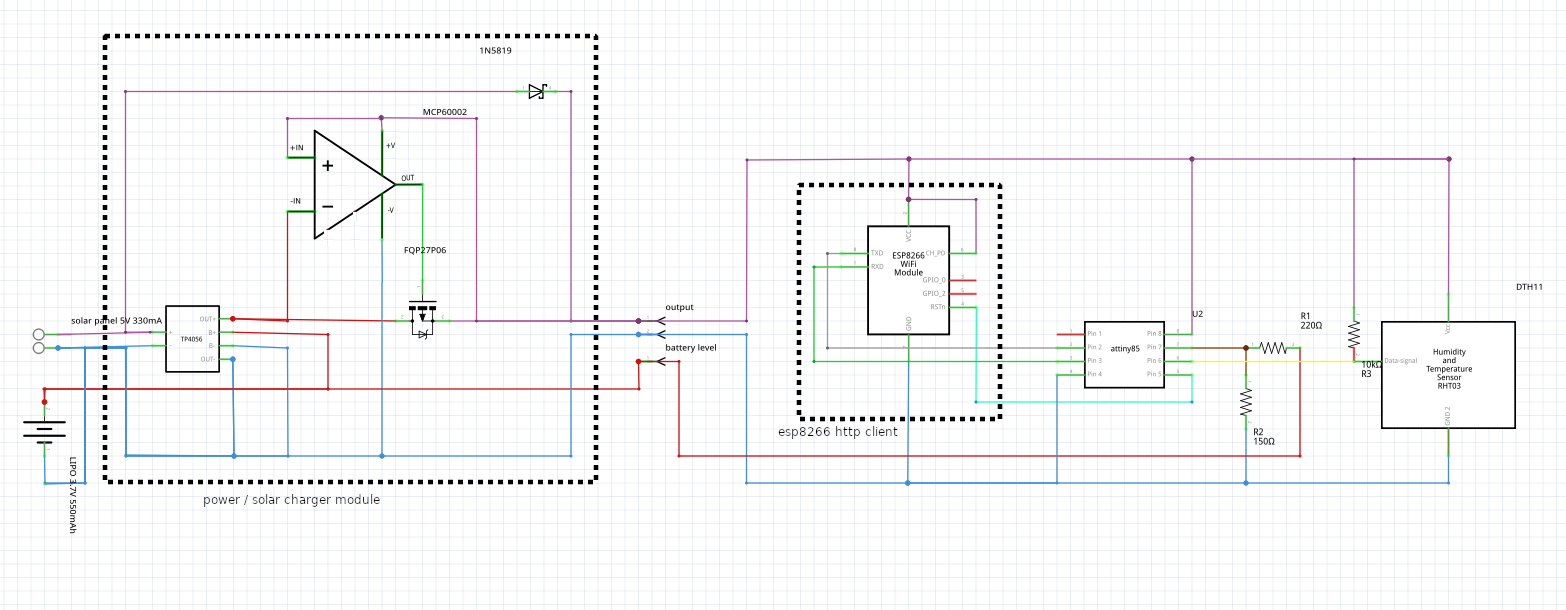 1N5819
MCP60002
+IN
+V
OUT
-IN
-V
FQP27P06
solar panel 5V 330mA
+
-
TP4056
OUT+
B+
B-
OUT-
output
battery level
LIPO 3.7V 550mAh
power / solar charger module
VCC
TXD
RXD
ESP8266
WiFi
Module
CH_PD
GPIO_0
GPIO_2
RSTn
GND
esp8266 http client
U2
Pin 1
Pin 2
Pin 3
Pin 4
attiny85
Pin 8
Pin 7
Pin 6
Pin 5
R1
220Ω
R2
150Ω
10kΩ
R3
DTH11
Vcc
Data-signal
Humidity
and
Temperature
Sensor
RHT03
GND 2